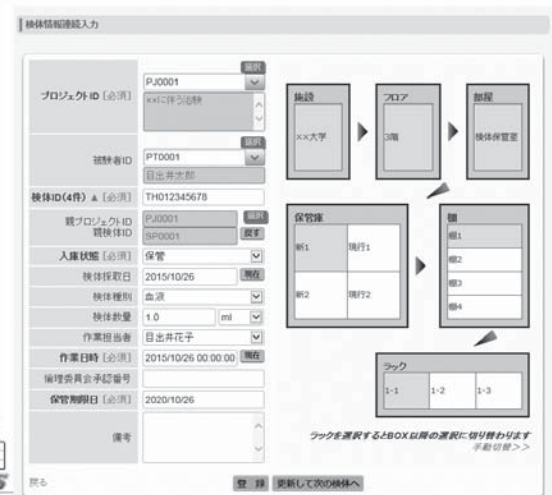 検体情報連続入力
選択
プロジェクトID [必須]
PJ0001
××に伴う治験
選択
被験者ID
PT0001
日出井太郎
検体ID(4件) ▲ [必須]
TH012345678
親プロジェクトID
PJ0001
選択
親検体ID
SP0001
戻す
入庫状態 [必須]
保管
検体採取日
2015/10/26
現在
検体種別
血液
検体数量
1.0
ml
作業担当者
日出井花子
作業日時 [必須]
2015/10/26 00:00:00
現在
倫理委員会承認番号
保管期限日 [必須]
2020/10/26
備考
戻る
登 録
更新して次の検体へ
施設
××大学
フロア
3階
部屋
検体保管室
保管庫
新1
現行1
新2
現行2
棚
棚1
棚2
棚3
棚4
ラック
1-1
1-2
1-3
ラックを選択するとBOX以降の選択に切り替わります
手動切替>>